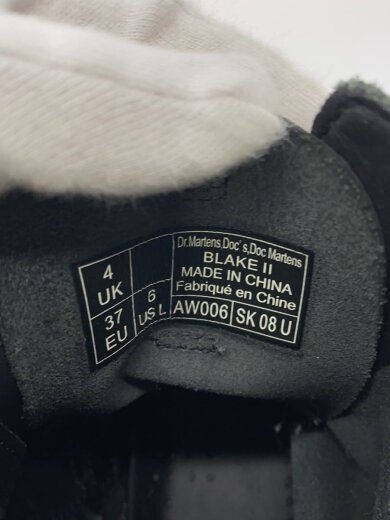 4
UK
37
EU
6
US L
Dr.Martens,Doc's,Doc Martens
BLAKE II
MADE IN CHINA
Fabriqué en Chine
AW006
SK 08 U